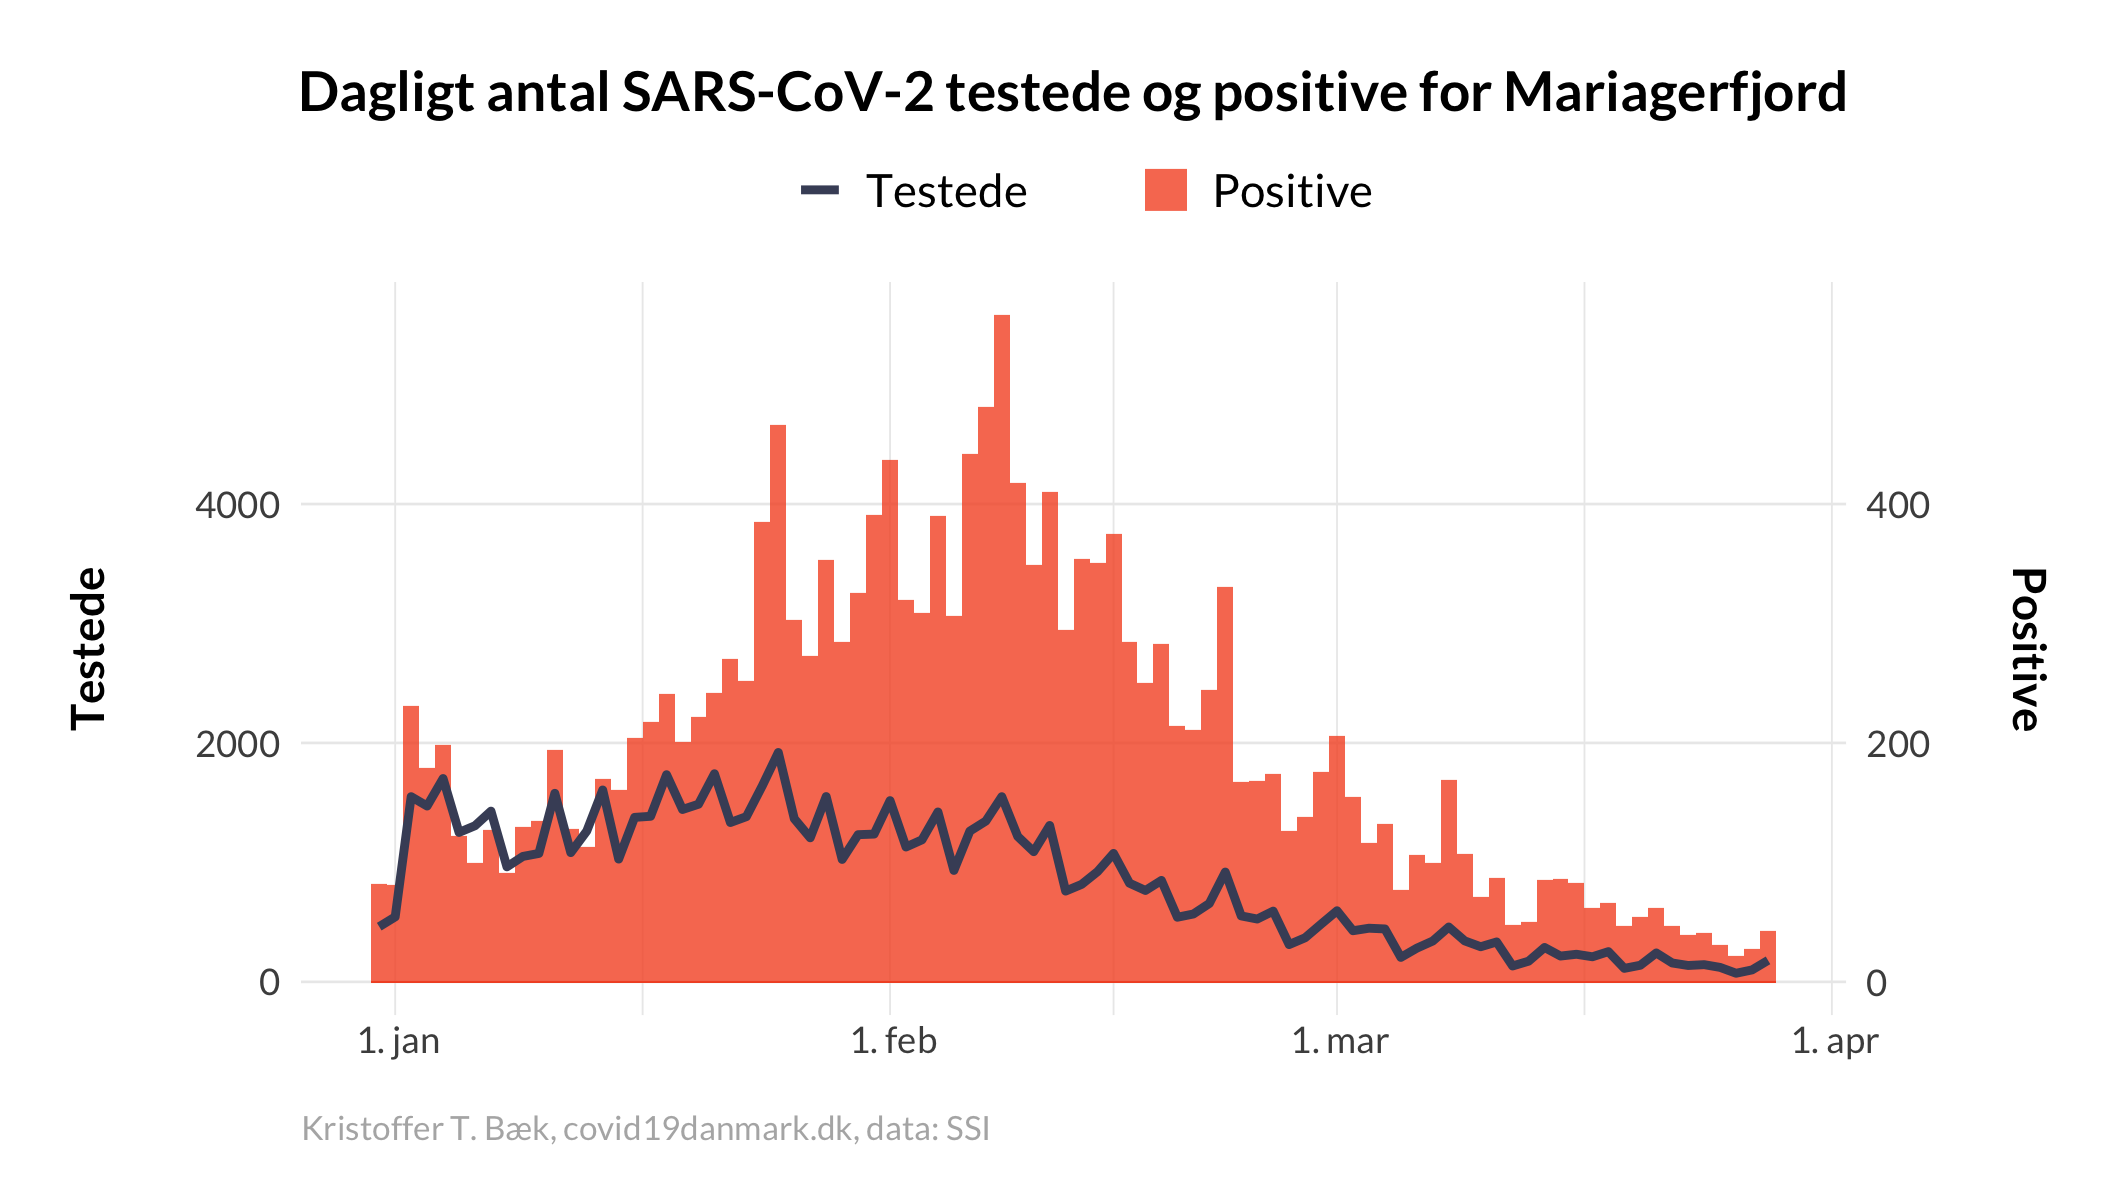 Dagligt antal SARS-CoV-2 testede og positive for Mariagerfjord
Testede
Positive
4000
2000
0
Testede
400
200
0
Positive
1. jan
1. feb
1. mar
1. apr
Kristoffer T. Bæk, covid19danmark.dk, data: SSI